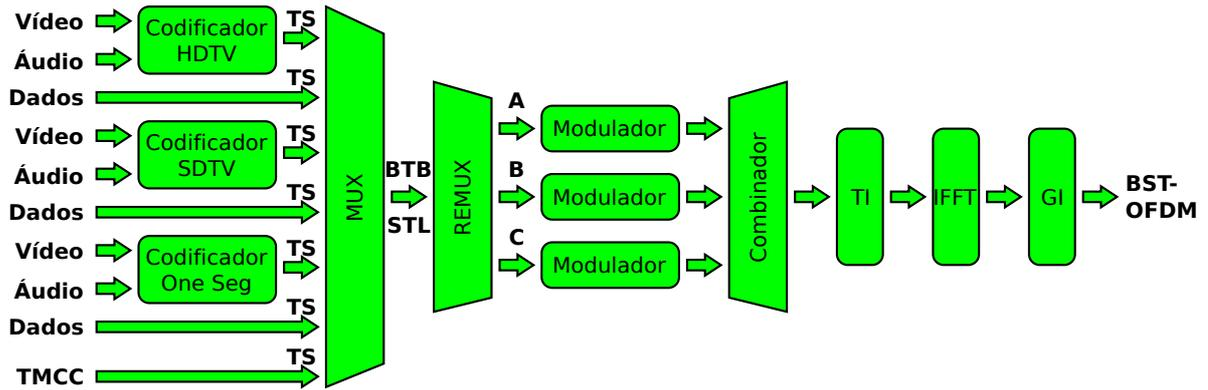 Vídeo
Áudio
Codificador
HDTV
TS
Dados
TS
Vídeo
Áudio
Codificador
SDTV
TS
Dados
TS
Vídeo
Áudio
Codificador
One Seg
TS
Dados
TS
TMCC
TS
MUX
BTB
STL
REMUX
A
Modulador
B
Modulador
C
Modulador
Combinador
TI
IFFT
GI
BST-
OFDM